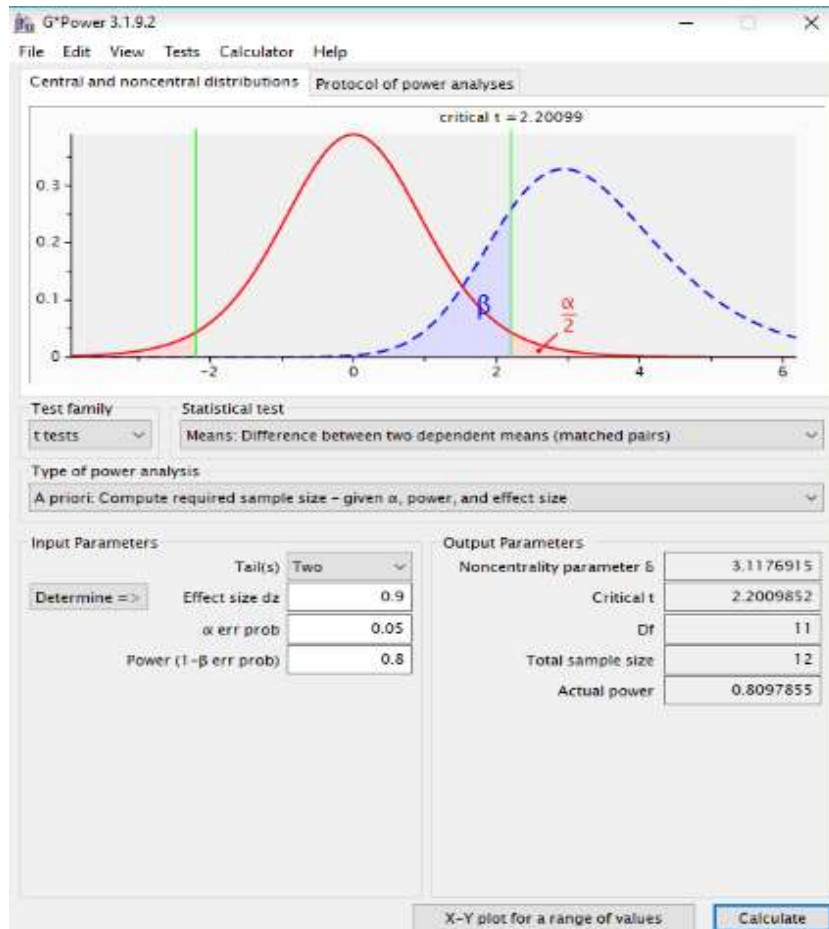 G*Power 3.1.9.2
File Edit View Tests Calculator Help
Central and noncentral distributions Protocol of power analyses
critical t = 2.20099
0.3
0.2
0.1
0
β
α
2
-2 0 2 4 6
Test family Statistical test
t tests Means: Difference between two dependent means (matched pairs)
Type of power analysis
A priori: Compute required sample size – given α, power, and effect size
Input Parameters Output Parameters
Tail(s) Two Noncentrality parameter δ 3.1176915
Determine => Effect size dz 0.9 Critical t 2.2009852
α err prob 0.05 Df 11
Power (1-β err prob) 0.8 Total sample size 12
Actual power 0.8097855
X-Y plot for a range of values Calculate